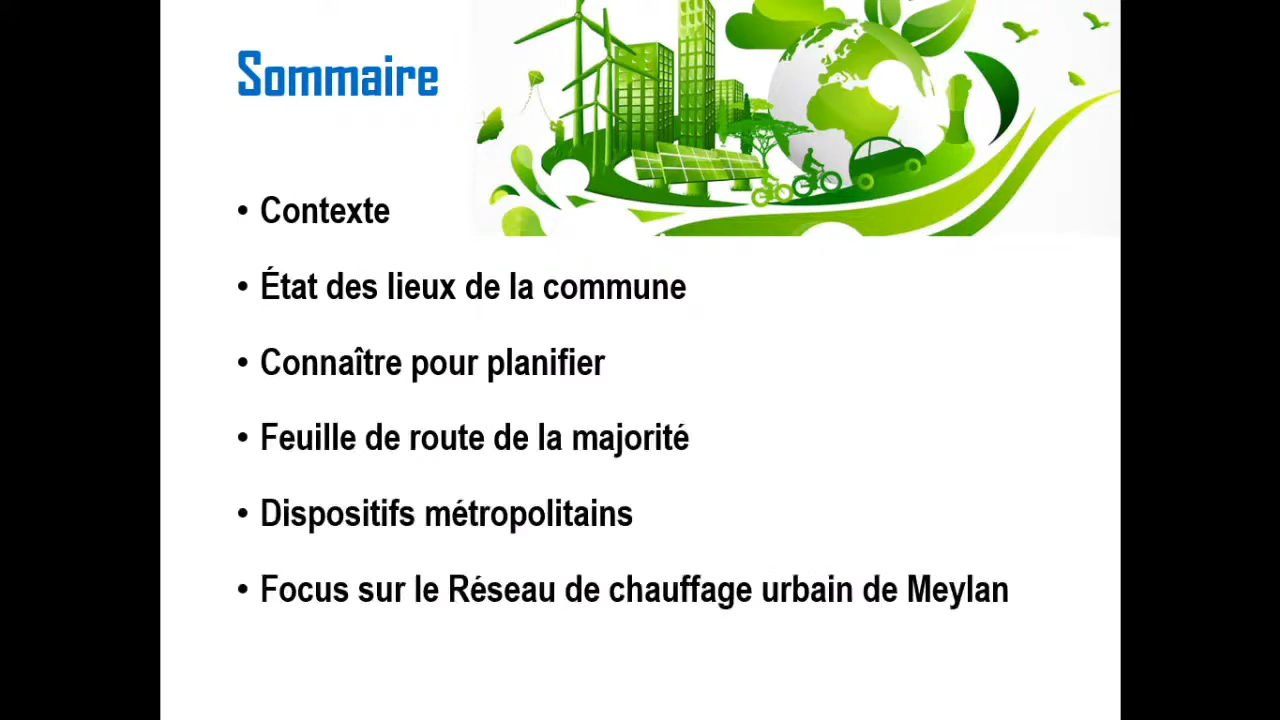 Sommaire
• Contexte
• État des lieux de la commune
• Connaître pour planifier
• Feuille de route de la majorité
• Dispositifs métropolitains
• Focus sur le Réseau de chauffage urbain de Meylan